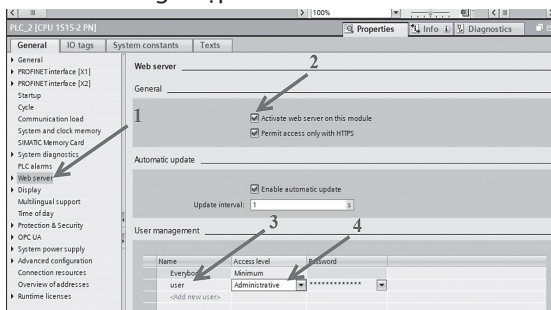 100%
PLC_2 [CPU 1515-2 PN]
Properties
Info
Diagnostics
General
IO tags
System constants
Texts
General
PROFINET interface [X1]
PROFINET interface [X2]
Startup
Cycle
Communication load
System and clock memory
SIMATIC Memory Card
System diagnostics
PLC alarms
Web server
Display
Multilingual support
Time of day
Protection & Security
OPC UA
System power supply
Advanced configuration
Connection resources
Overview of addresses
Runtime licenses
1
Web server
2
General
Activate web server on this module
Permit access only with HTTPS
Automatic update
Enable automatic update
Update interval: 1 s
User management
3
4
Name Access level Password
Everybody Minimum
user Administrative *************
<Add new user>